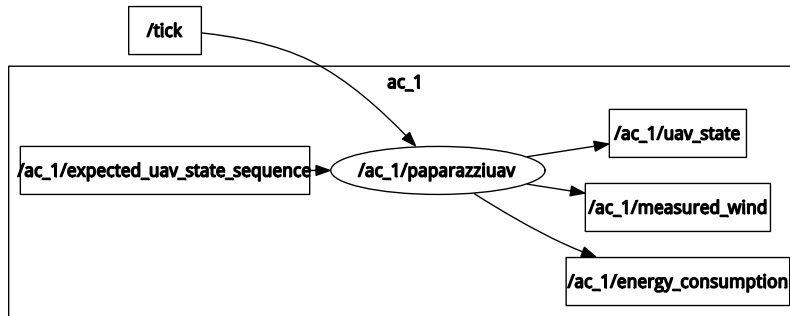 /tick
ac_1
/ac_1/expected_uav_state_sequence
/ac_1/paparazziuav
/ac_1/uav_state
/ac_1/measured_wind
/ac_1/energy_consumption